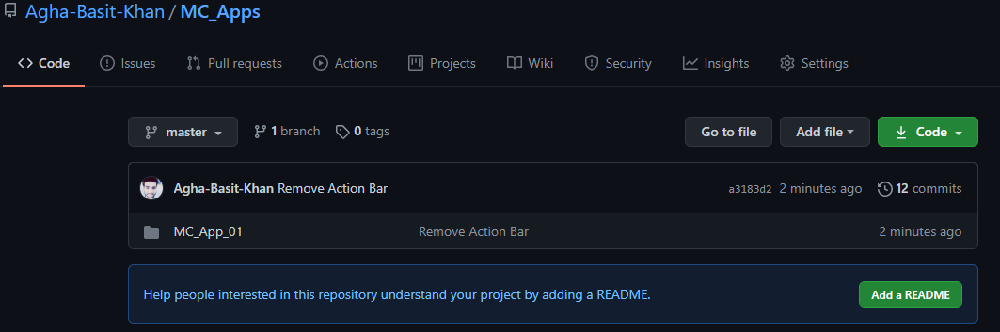 Agha-Basit-Khan / MC_Apps
Code Issues Pull requests Actions Projects Wiki Security Insights Settings
master 1 branch 0 tags Go to file Add file Code
Agha-Basit-Khan Remove Action Bar a3183d2 2 minutes ago 12 commits
MC_App_01 Remove Action Bar 2 minutes ago
Help people interested in this repository understand your project by adding a README. Add a README